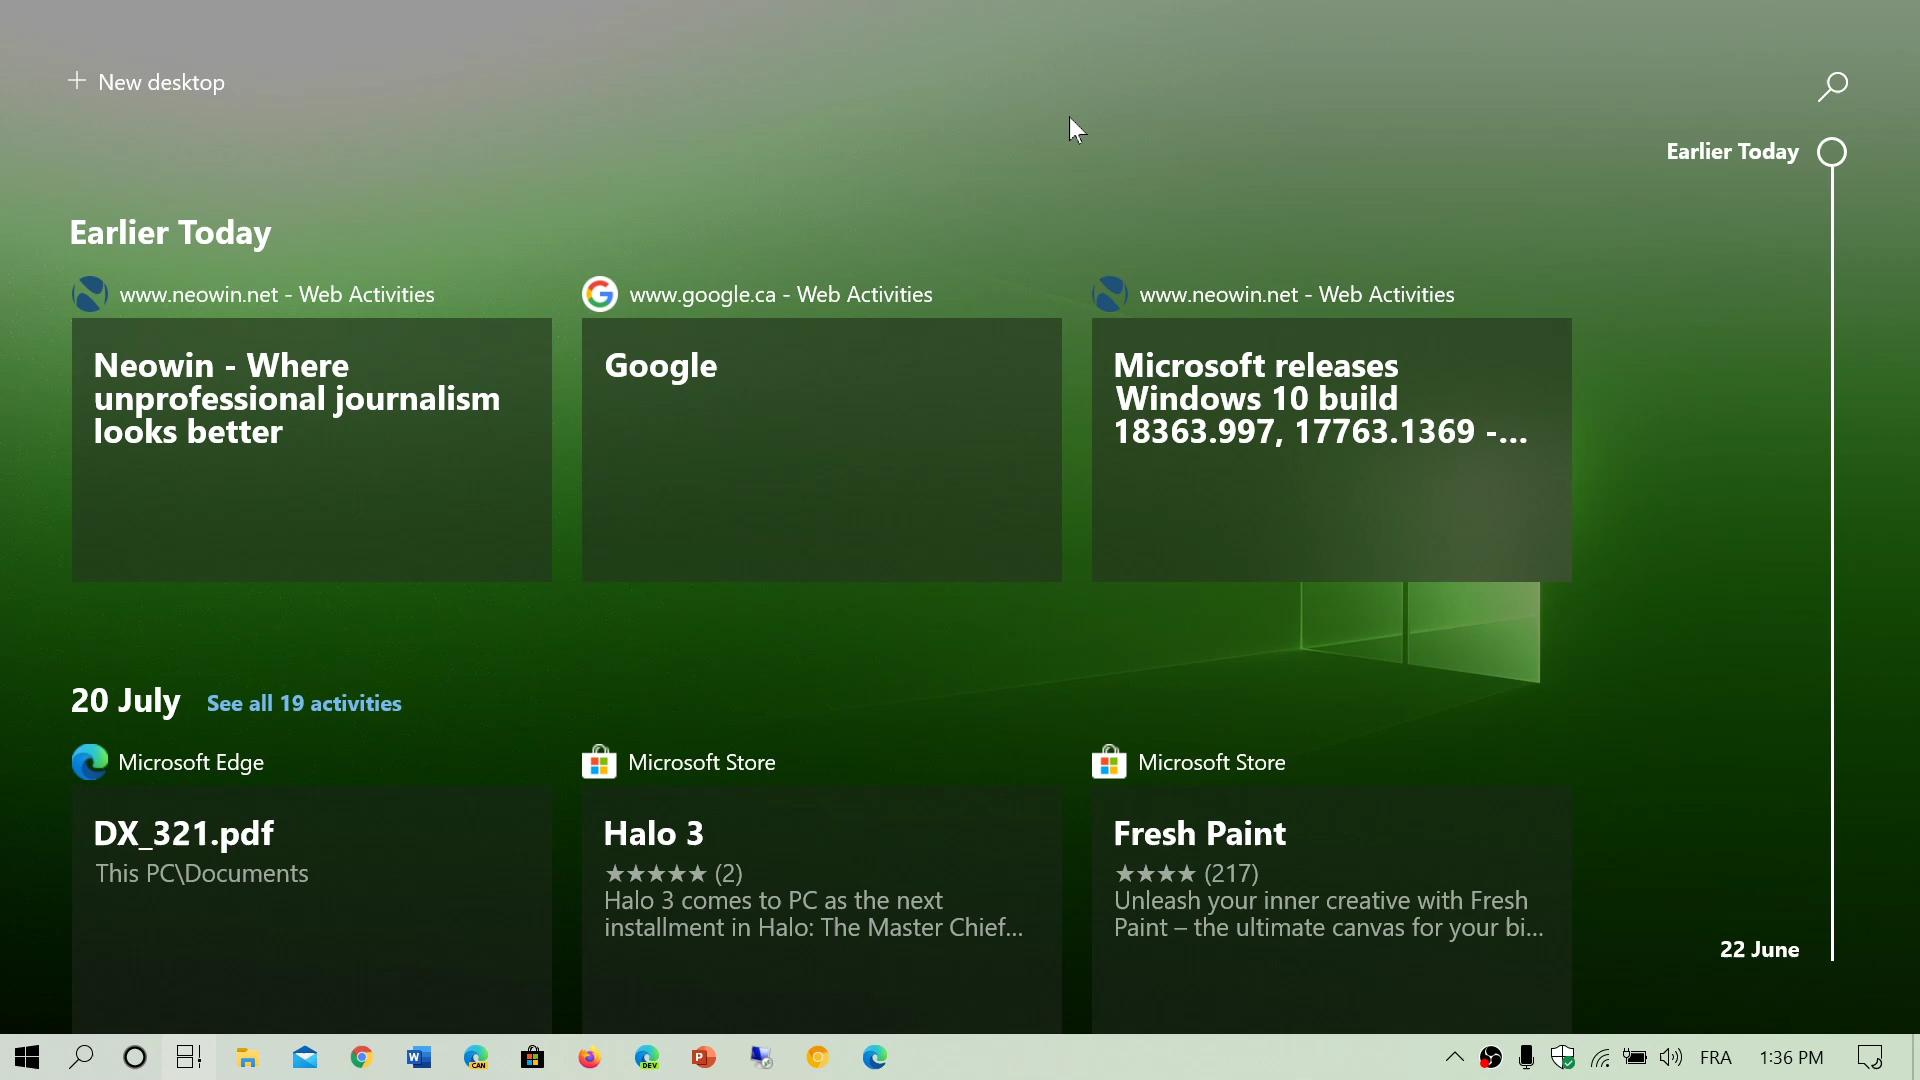 New desktop
Earlier Today
Earlier Today
www.neowin.net - Web Activities
www.google.ca - Web Activities
www.neowin.net - Web Activities
Neowin - Where
unprofessional journalism
looks better
Google
Microsoft releases
Windows 10 build
18363.997, 17763.1369 -...
20 July See all 19 activities
Microsoft Edge
Microsoft Store
Microsoft Store
DX_321.pdf
This PC\Documents
Halo 3
★★★★★ (2)
Halo 3 comes to PC as the next
installment in Halo: The Master Chief...
Fresh Paint
★★★★ (217)
Unleash your inner creative with Fresh
Paint – the ultimate canvas for your bi...
22 June
W
CAN
DEV
P
FRA
1:36 PM